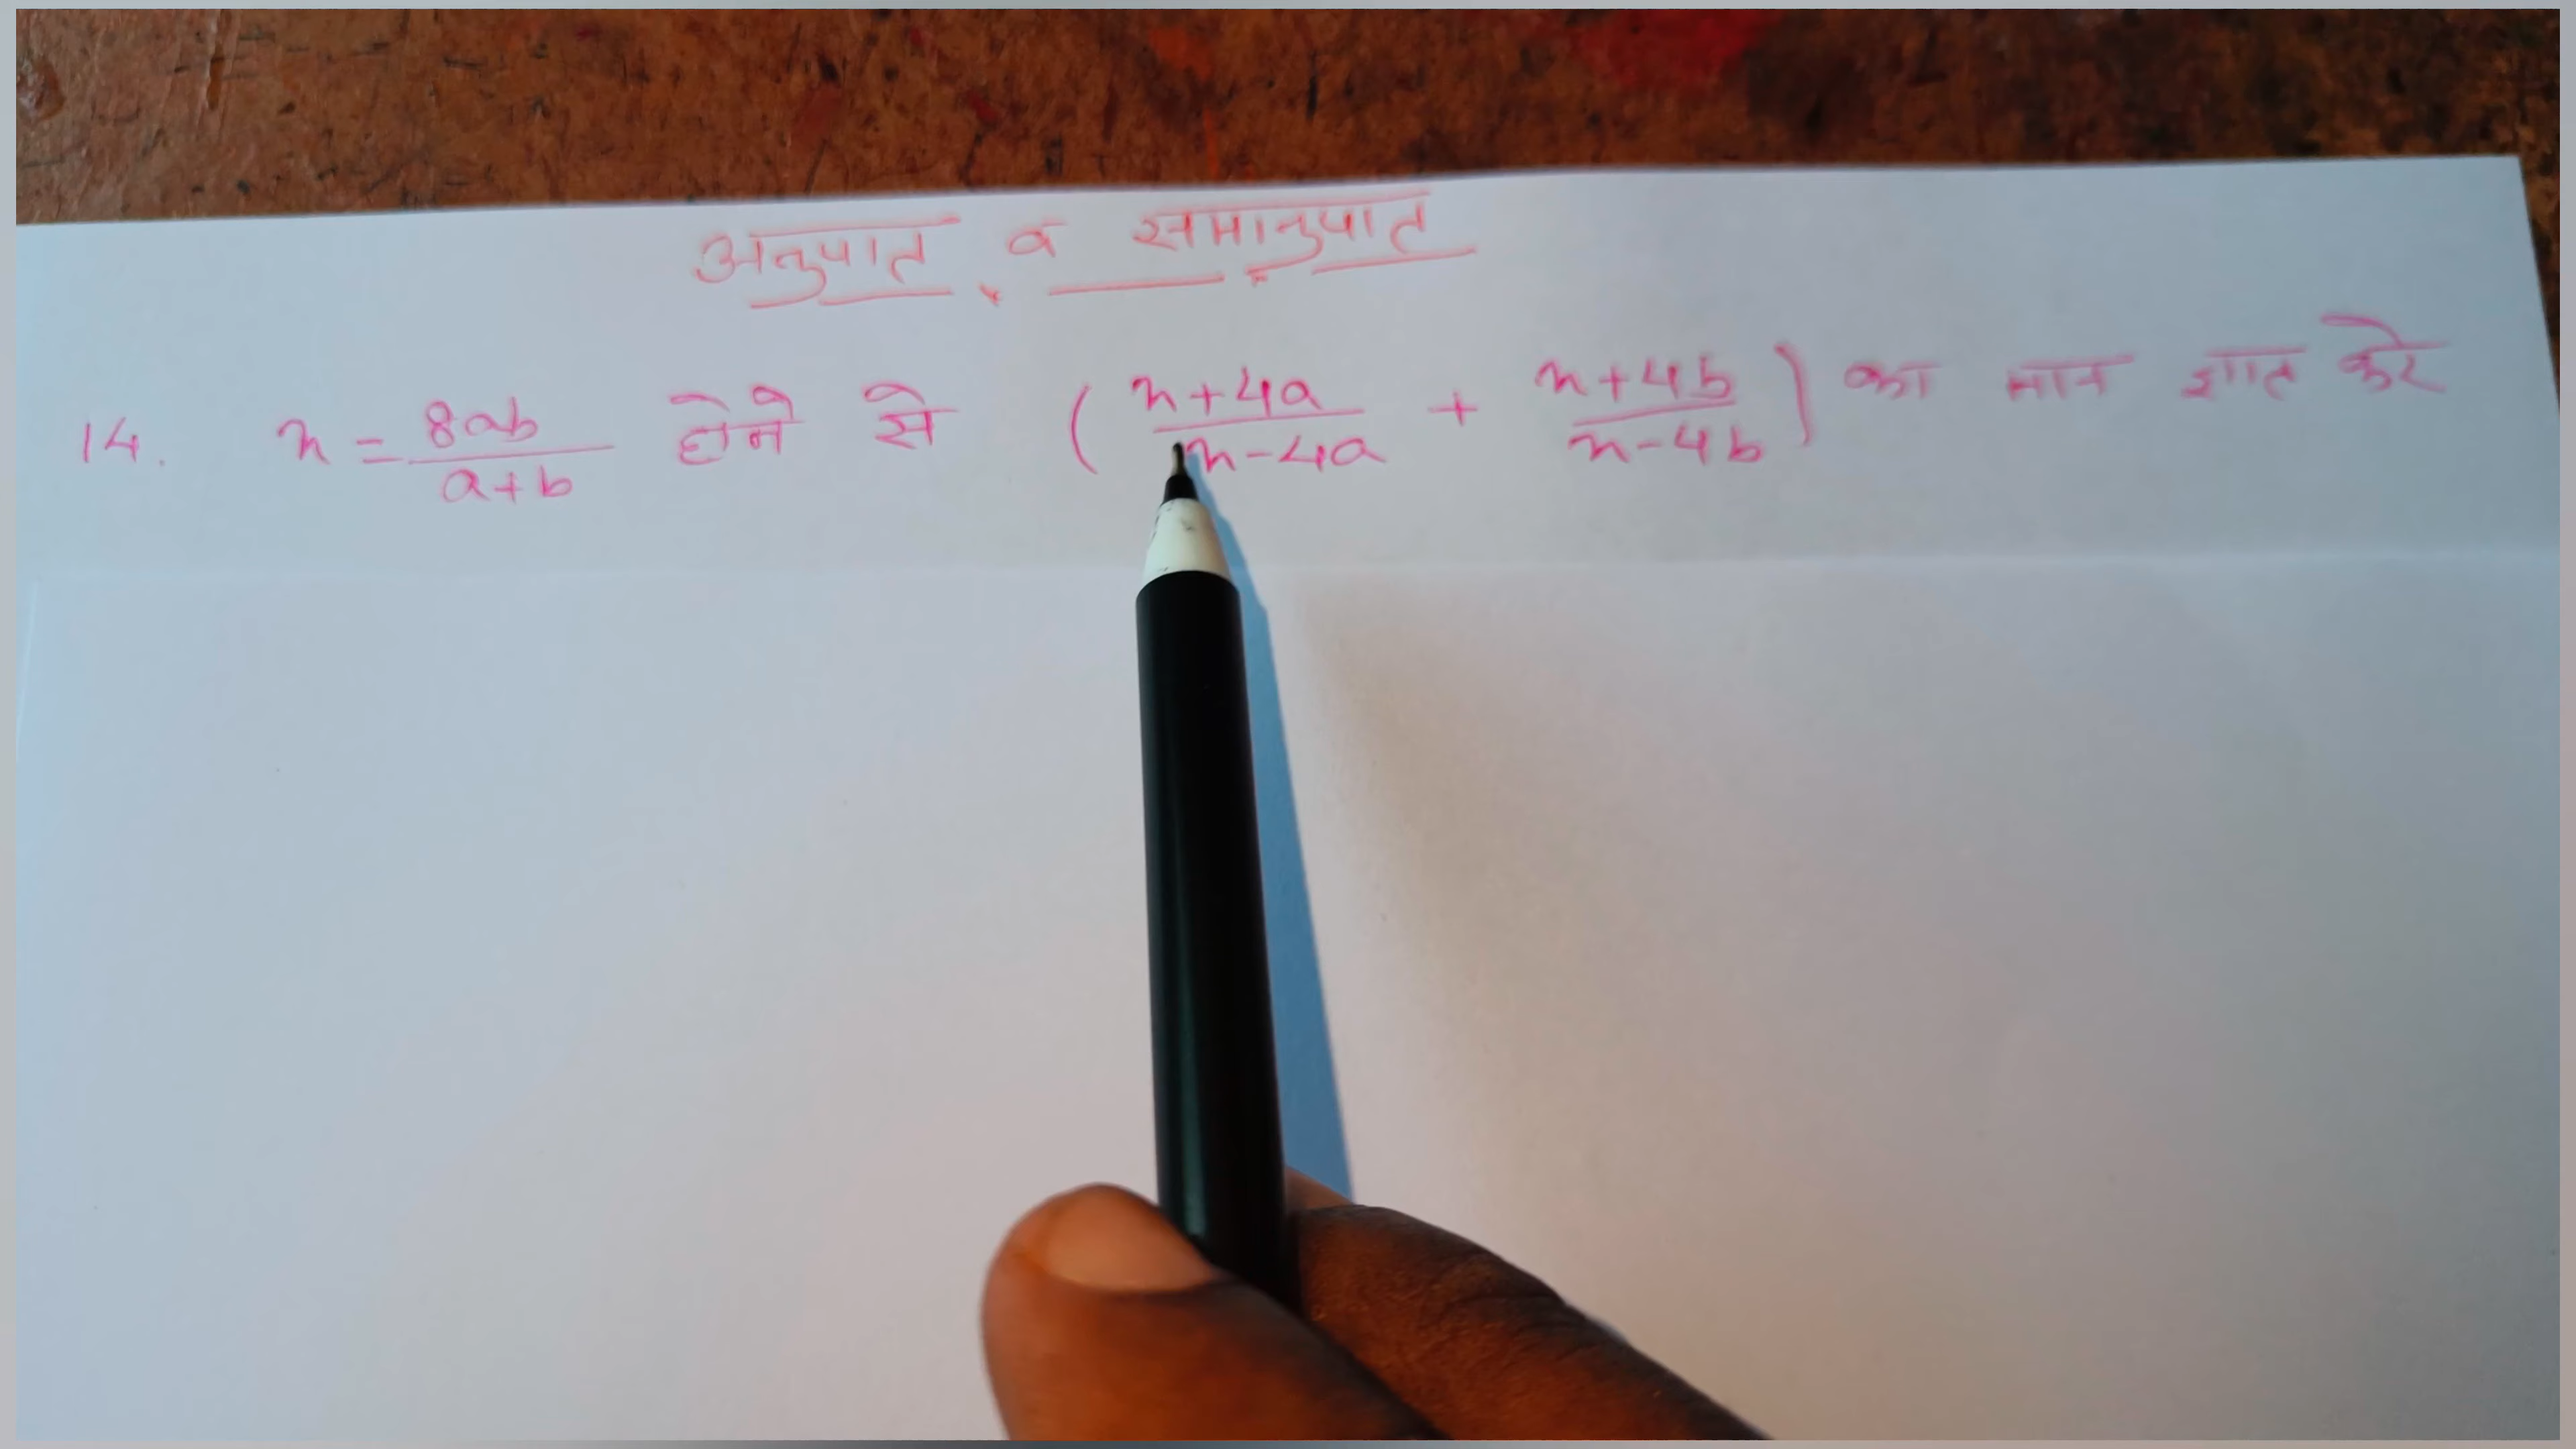 अनुपात व समानुपात
14. x = 8ab/a+b होने से (x+4a/x-4a + x+4b/x-4b) का मान ज्ञात करे